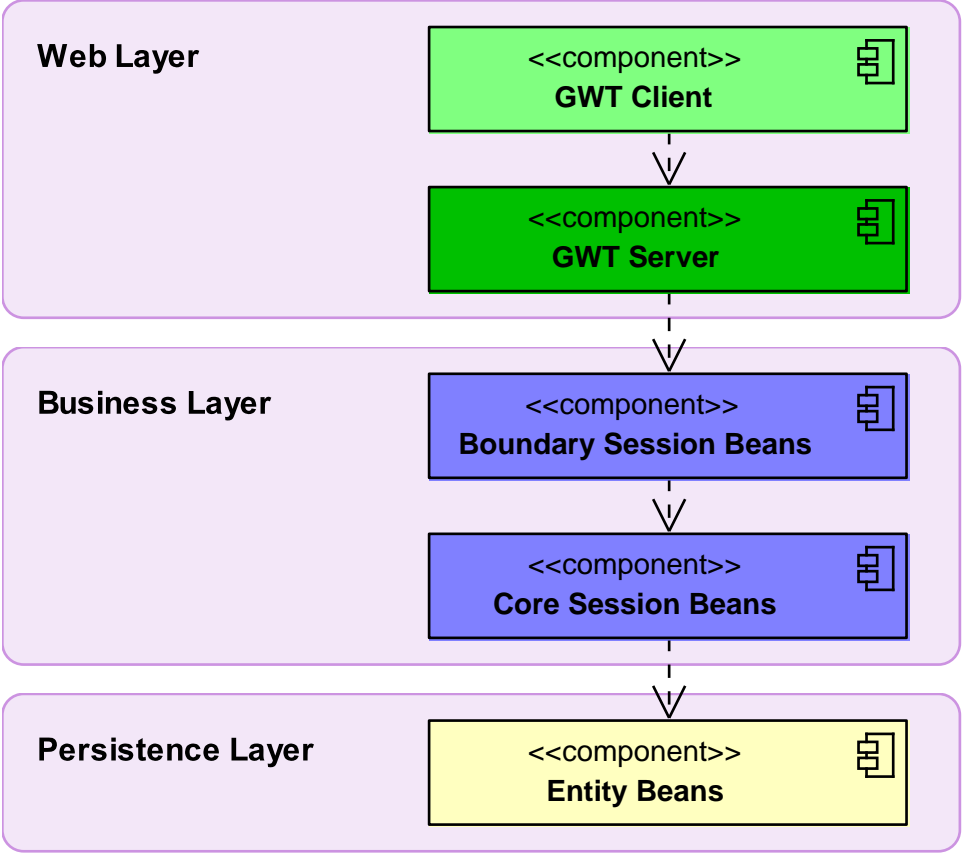 Web Layer
<<component>>
GWT Client
<<component>>
GWT Server
Business Layer
<<component>>
Boundary Session Beans
<<component>>
Core Session Beans
Persistence Layer
<<component>>
Entity Beans